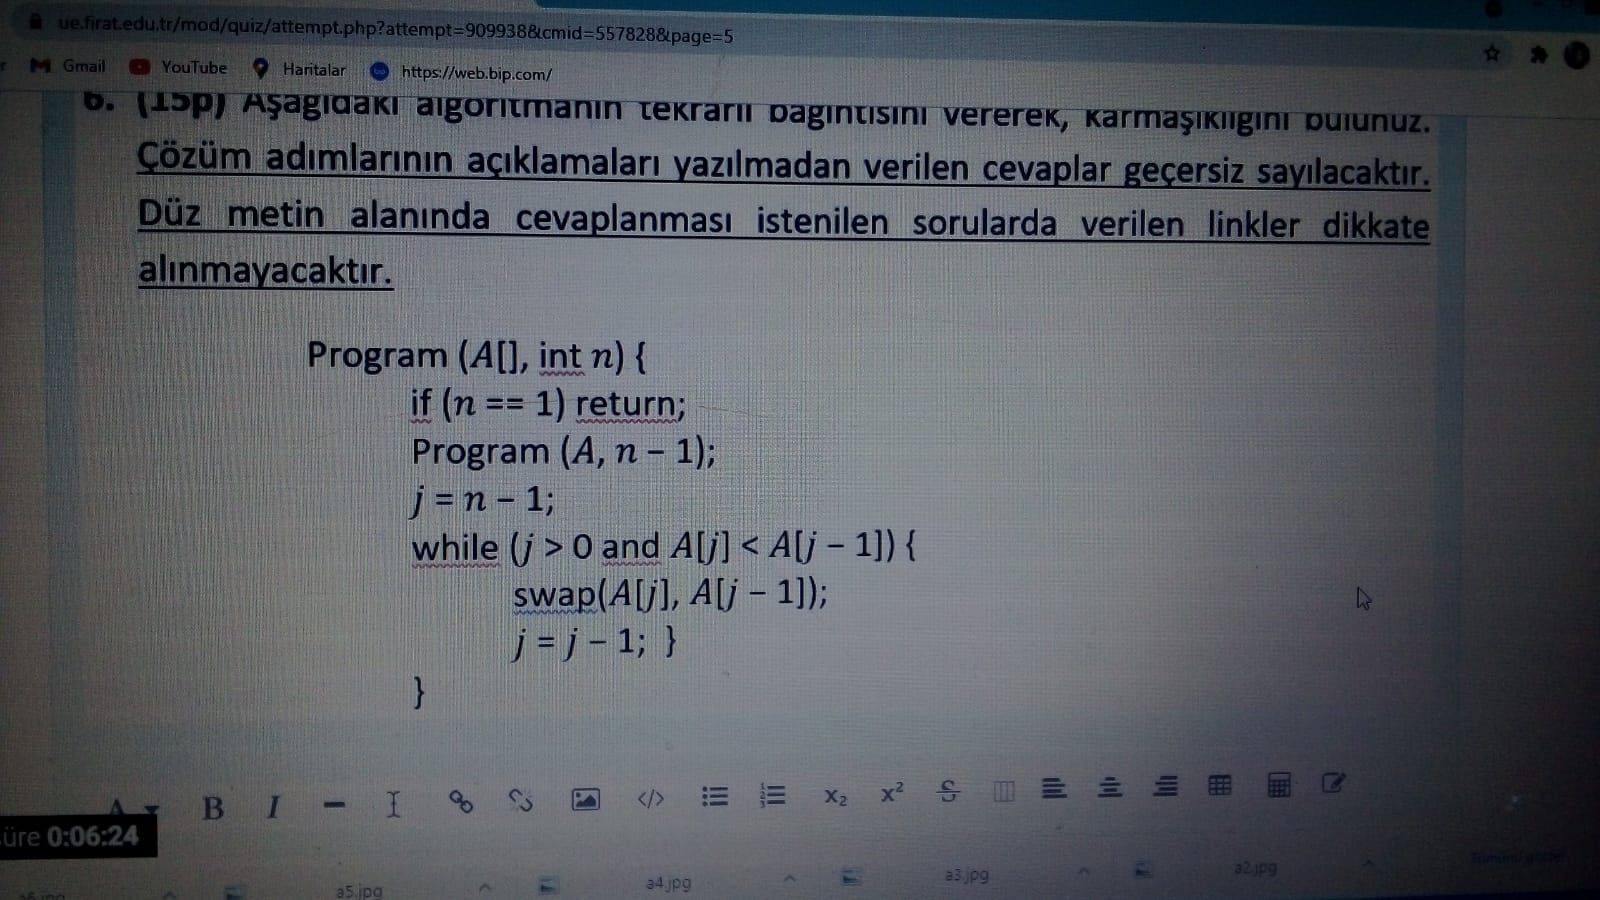 ue.firat.edu.tr/mod/quiz/attempt.php?attempt=909938&cmid=557828&page=5
Gmail YouTube Haritalar https://web.bip.com/
6. (15p) Aşağıdaki algoritmanın tekrarlı bağıntısını vererek, karmaşıklığını bulunuz.
Çözüm adımlarının açıklamaları yazılmadan verilen cevaplar geçersiz sayılacaktır.
Düz metin alanında cevaplanması istenilen sorularda verilen linkler dikkate
alınmayacaktır.
Program (A[], int n) {
if (n == 1) return;
Program (A, n – 1);
j = n – 1;
while (j > 0 and A[j] < A[j – 1]) {
swap(A[j], A[j – 1]);
j = j – 1; }
}
A B I X₂ X² S
üre 0:06:24
a5.jpg a4.jpg a3.jpg a2.jpg